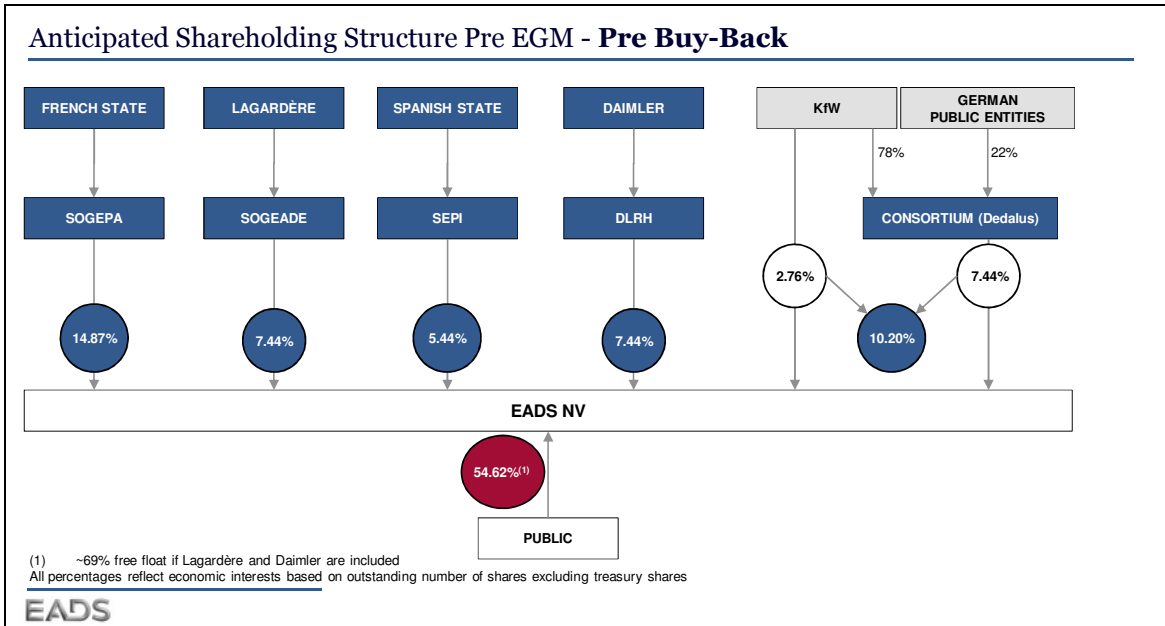 Anticipated Shareholding Structure Pre EGM - Pre Buy-Back
FRENCH STATE
LAGARDÈRE
SPANISH STATE
DAIMLER
KfW
GERMAN
PUBLIC ENTITIES
78%
22%
SOGEPA
SOGEADE
SEPI
DLRH
CONSORTIUM (Dedalus)
2.76%
7.44%
14.87%
7.44%
5.44%
7.44%
10.20%
EADS NV
54.62%(1)
PUBLIC
(1) ~69% free float if Lagardère and Daimler are included
All percentages reflect economic interests based on outstanding number of shares excluding treasury shares
EADS